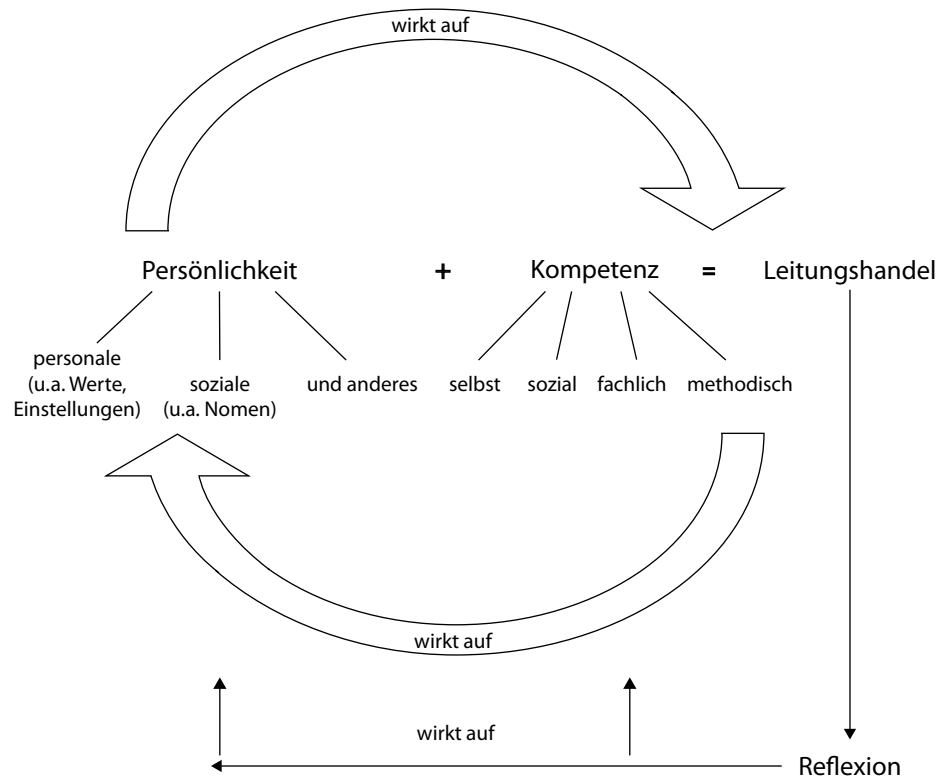 wirkt auf
Persönlichkeit + Kompetenz = Leitungshandel
personale
(u.a. Werte,
Einstellungen)
soziale
(u.a. Nomen)
und anderes
selbst
sozial
fachlich
methodisch
wirkt auf
wirkt auf
Reflexion